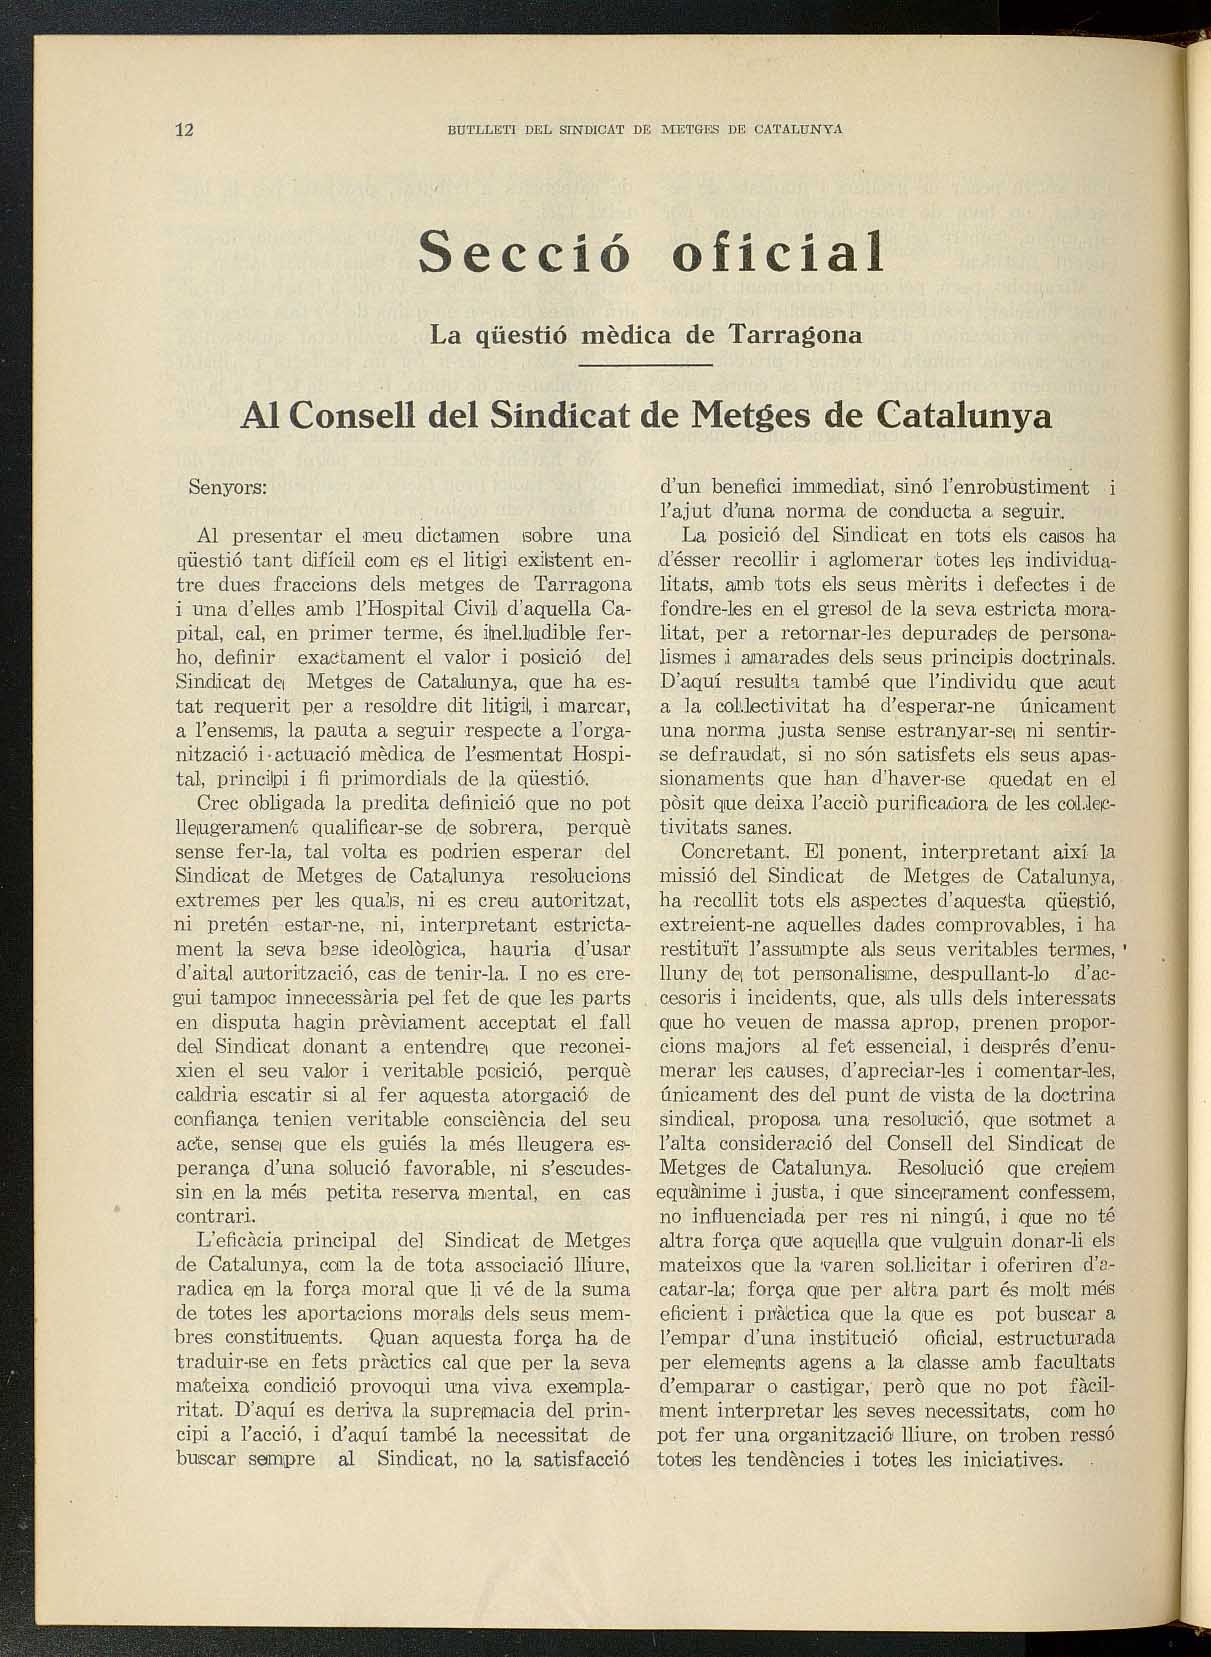 12
BUTLLETI DEL SINDICAT DE METGES DE CATALUNYA
Secció oficial
La qüestió mèdica de Tarragona
Al Consell del Sindicat de Metges de Catalunya
Senyors:
Al presentar el meu dictamen sobre una
qüestió tant difícil com es el litigi existent en-
tre dues fraccions dels metges de Tarragona
i una d'elles amb l'Hospital Civil d'aquella Ca-
pital, cal, en primer terme, és inel.ludible fer-
ho, definir exactament el valor i posició del
Sindicat de Metges de Catalunya, que ha es-
tat requerit per a resoldre dit litigi, i marcar,
a l'ensems, la pauta a seguir respecte a l'orga-
nització i actuació mèdica de l'esmentat Hospi-
tal, principi i fi primordials de la qüestió.
Crec obligada la predita definició que no pot
lleugerament qualificar-se de sobrera, perquè
sense fer-la, tal volta es podrien esperar del
Sindicat de Metges de Catalunya resolucions
extremes per les quals, ni es creu autoritzat,
ni pretén estar-ne, ni, interpretant estricta-
ment la seva base ideològica, hauria d'usar
d'aital autorització, cas de tenir-la. I no es cre-
gui tampoc innecessària pel fet de que les parts
en disputa hagin prèviament acceptat el fall
del Sindicat donant a entendre que reconei-
xien el seu valor i veritable posició, perquè
caldria escatir si al fer aquesta atorgació de
confiança tenien veritable consciència del seu
acte, sense que els guiés la més lleugera es-
perança d'una solució favorable, ni s'escudes-
sin en la més petita reserva mental, en cas
contrari.
L'eficàcia principal del Sindicat de Metges
de Catalunya, com la de tota associació lliure,
radica en la força moral que li vé de la suma
de totes les aportacions morals dels seus mem-
bres constituents. Quan aquesta força ha de
traduir-se en fets pràctics cal que per la seva
mateixa condició provoqui una viva exempla-
ritat. D'aquí es deriva la supremacia del prin-
cipi a l'acció, i d'aquí també la necessitat de
buscar sempre al Sindicat, no la satisfacció
d'un benefici immediat, sinó l'enrobustiment i
l'ajut d'una norma de conducta a seguir.
La posició del Sindicat en tots els casos ha
d'ésser recollir i aglomerar totes les individua-
litats, amb tots els seus mèrits i defectes i de
fondre-les en el gresol de la seva estricta mora-
litat, per a retornar-les depurades de persona-
lismes i amarades dels seus principis doctrinals.
D'aquí resulta també que l'individu que acut
a la col.lectivitat ha d'esperar-ne únicament
una norma justa sense estranyar-se ni sentir-
se defraudat, si no són satisfets els seus apas-
sionaments que han d'haver-se quedat en el
pòsit que deixa l'acciò purificadora de les col.lec-
tivitats sanes.
Concretant. El ponent, interpretant així la
missió del Sindicat de Metges de Catalunya,
ha recollit tots els aspectes d'aquesta qüestió,
extreient-ne aquelles dades comprovables, i ha
restituït l'assumpte als seus veritables termes,
lluny de tot personalisme, despullant-lo d'ac-
cesoris i incidents, que, als ulls dels interessats
que ho veuen de massa aprop, prenen propor-
cions majors al fet essencial, i després d'enu-
merar les causes, d'apreciar-les i comentar-les,
únicament des del punt de vista de la doctrina
sindical, proposa una resolució, que sotmet a
l'alta consideració del Consell del Sindicat de
Metges de Catalunya. Resolució que creiem
equànime i justa, i que sincerament confessem,
no influenciada per res ni ningú, i que no té
altra força que aquella que vulguin donar-li els
mateixos que la varen sol.licitar i oferiren d'a-
catar-la; força que per altra part és molt més
eficient i pràctica que la que es pot buscar a
l'empar d'una institució oficial, estructurada
per elements agens a la classe amb facultats
d'emparar o castigar, però que no pot fàcil-
ment interpretar les seves necessitats, com ho
pot fer una organització lliure, on troben ressó
totes les tendències i totes les iniciatives.